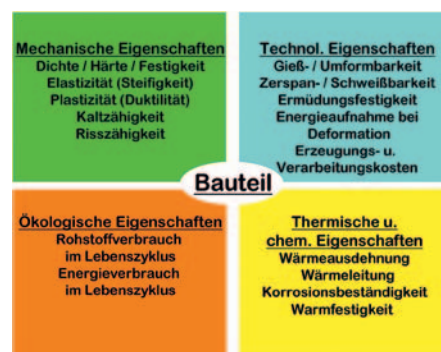 Mechanische Eigenschaften
Dichte / Härte / Festigkeit
Elastizität (Steifigkeit)
Plastizität (Duktilität)
Kaltzähigkeit
Risszähigkeit
Technol. Eigenschaften
Gieß- / Umformbarkeit
Zerspan- / Schweißbarkeit
Ermüdungsfestigkeit
Energieaufnahme bei
Deformation
Erzeugungs- u.
Verarbeitungskosten
Bauteil
Ökologische Eigenschaften
Rohstoffverbrauch
im Lebenszyklus
Energieverbrauch
im Lebenszyklus
Thermische u.
chem. Eigenschaften
Wärmeausdehnung
Wärmeleitung
Korrosionsbeständigkeit
Warmfestigkeit